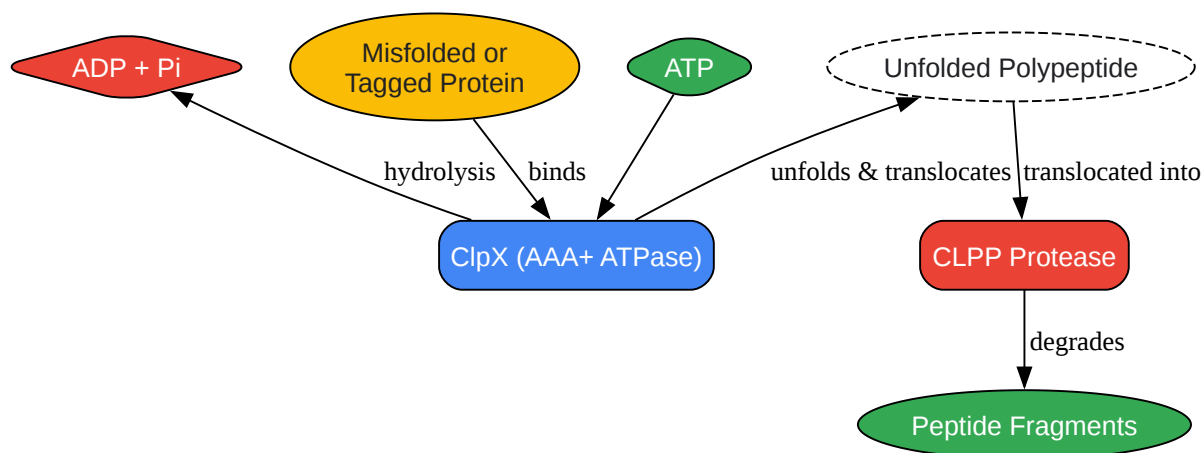 ADP + Pi
Misfolded or
Tagged Protein
ATP
Unfolded Polypeptide
hydrolysis
binds
unfolds & translocates
translocated into
ClpX (AAA+ ATPase)
CLPP Protease
degrades
Peptide Fragments